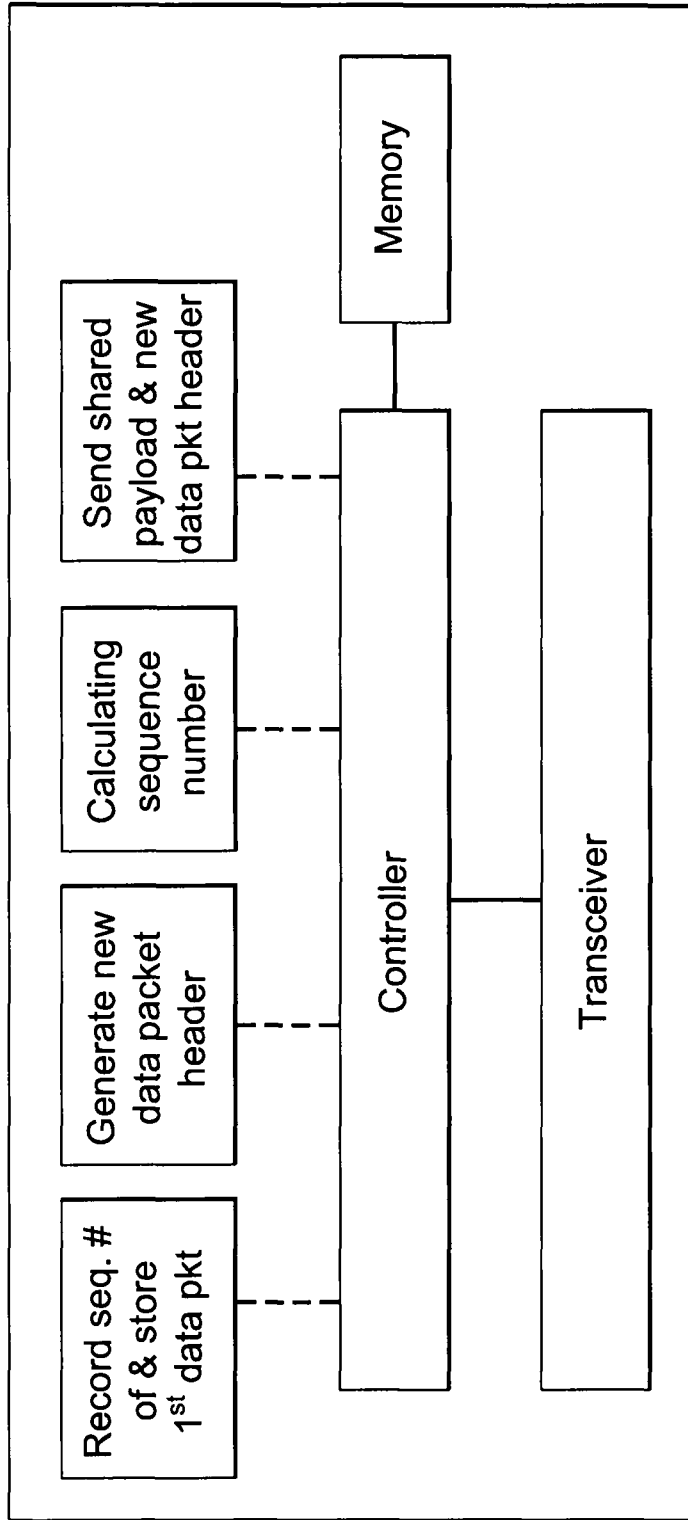 Record seq. #
of & store
1st data pkt
Generate new
data packet
header
Calculating
sequence
number
Send shared
payload & new
data pkt header
Controller
Memory
Transceiver